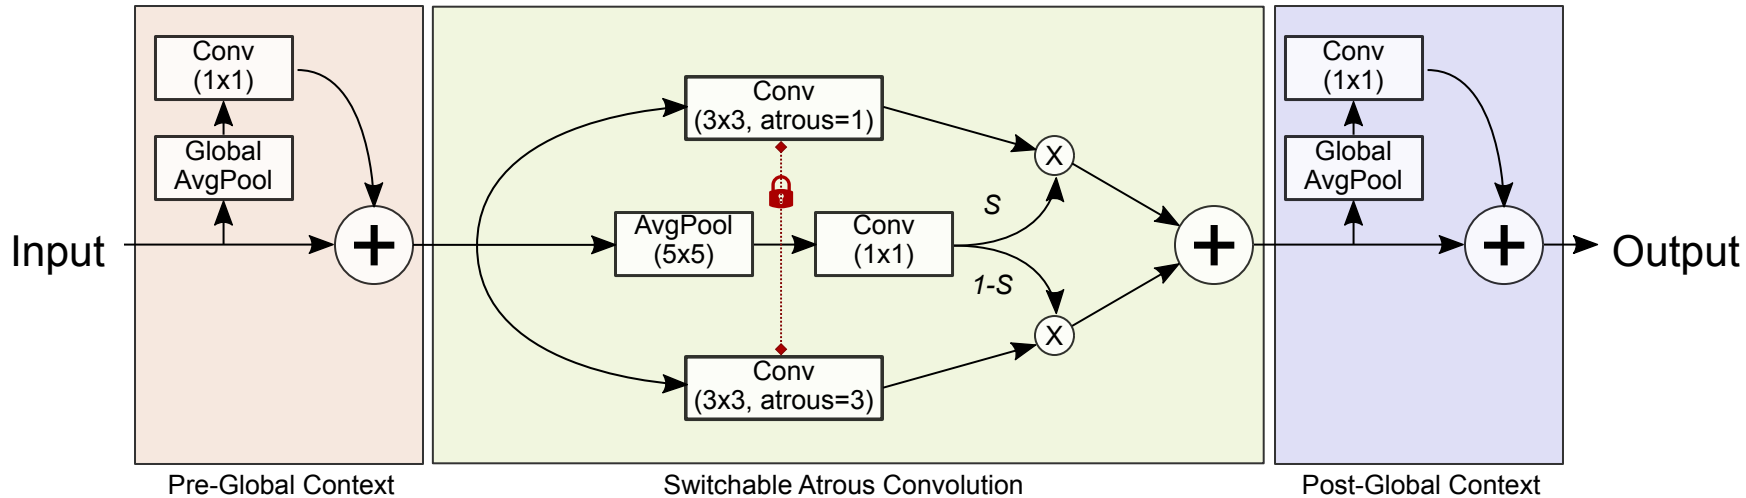 Input
Conv
(1x1)
Global
AvgPool
+
Pre-Global Context
Conv
(3x3, atrous=1)
AvgPool
(5x5)
Conv
(1x1)
S
1-S
X
X
Conv
(3x3, atrous=3)
+
Switchable Atrous Convolution
Conv
(1x1)
Global
AvgPool
+
Post-Global Context
Output